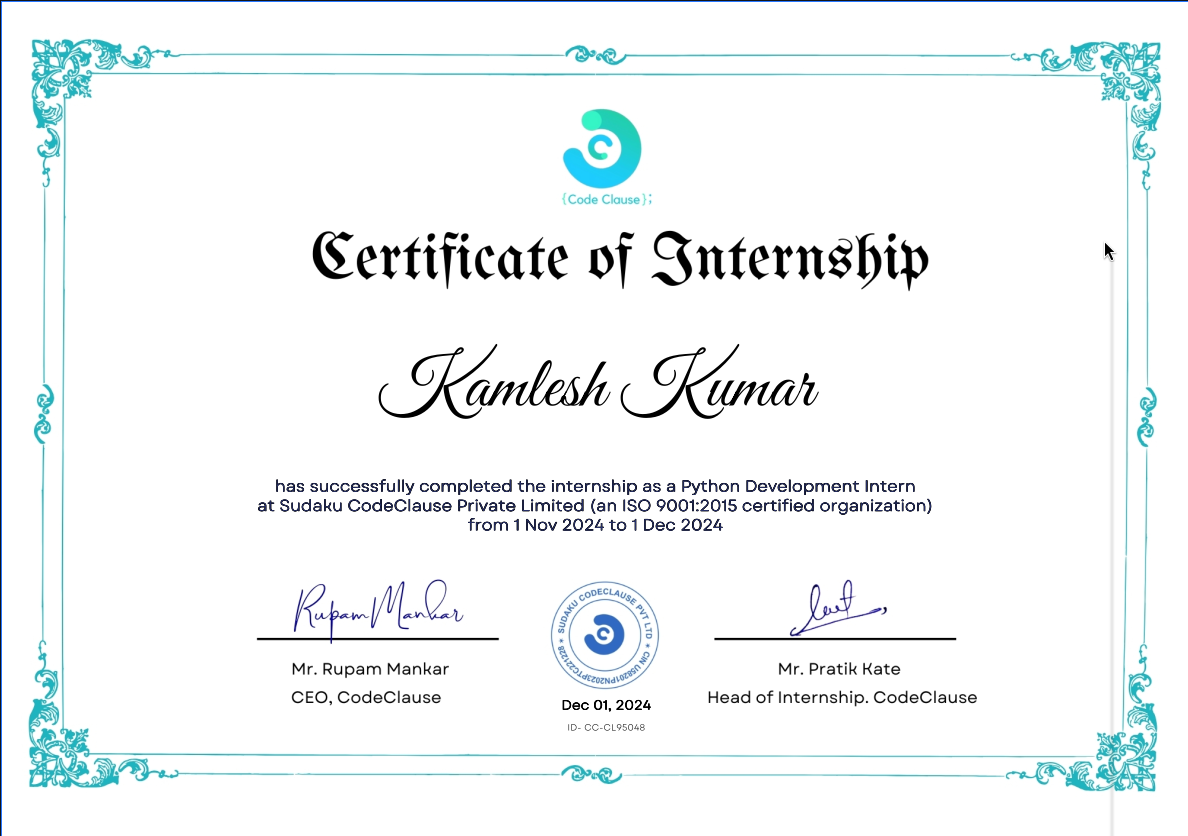 {Code Clause};
Certificate of Internship
Kamlesh Kumar
has successfully completed the internship as a Python Development Intern
at Sudaku CodeClause Private Limited (an ISO 9001:2015 certified organization)
from 1 Nov 2024 to 1 Dec 2024
Rupam Mankar
SUDAKU CODECLAUSE PVT LTD ★ CIN U58201PN2023PTC221228 ★
Mr. Rupam Mankar
CEO, CodeClause
Dec 01, 2024
ID- CC-CL95048
Mr. Pratik Kate
Head of Internship. CodeClause